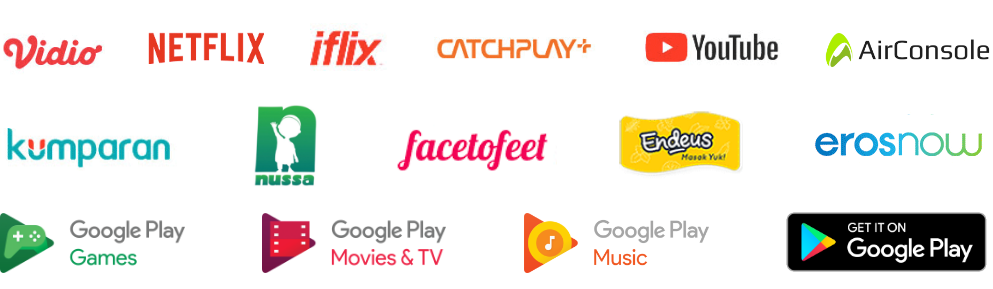 Vidio
NETFLIX
iflix
CATCHPLAY+
YouTube
AirConsole
kumparan
nussa
facetofeet
Endeus
Masak Yuk!
erosnow
Google Play
Games
Google Play
Movies & TV
Google Play
Music
GET IT ON
Google Play